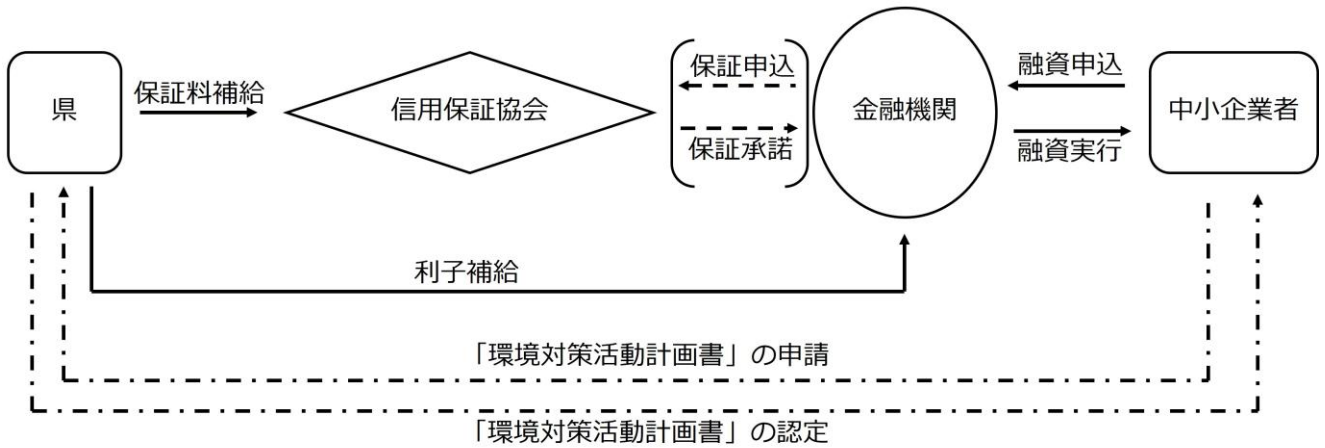 県
保証料補給
信用保証協会
保証申込
保証承諾
金融機関
融資申込
融資実行
中小企業者
利子補給
「環境対策活動計画書」の申請
「環境対策活動計画書」の認定